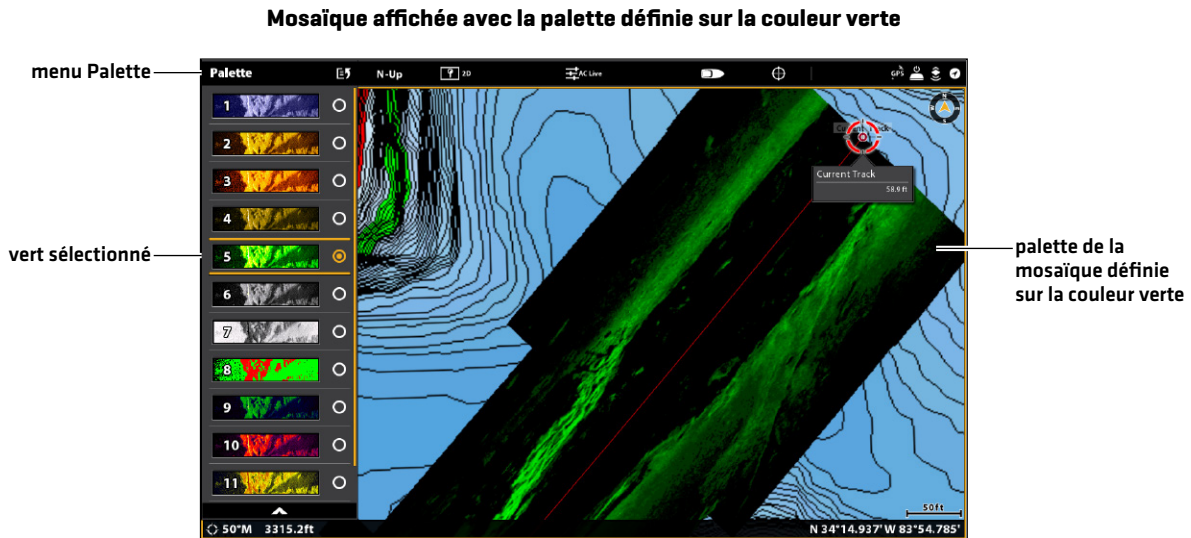 Mosaïque affichée avec la palette définie sur la couleur verte
menu Palette
Palette
N-Up
2D
AC Live
GPS
1
2
3
4
vert sélectionné
5
6
7
8
9
10
11
Current Track
Current Track
58.9 ft
palette de la
mosaïque définie
sur la couleur verte
50ft
50°M 3315.2ft
N 34°14.937' W 83°54.785'